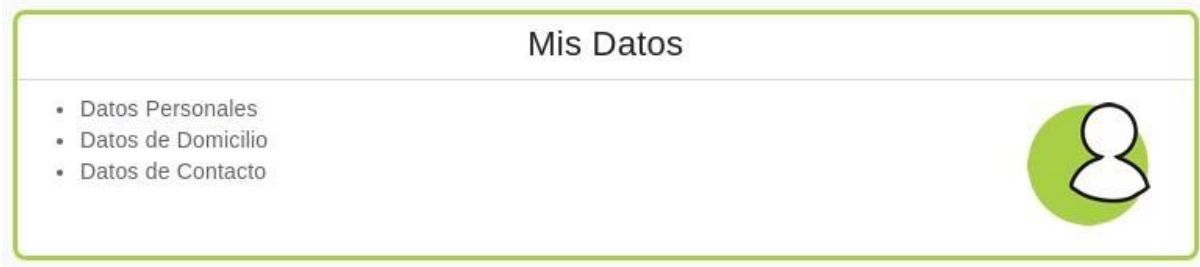 Mis Datos
Datos Personales
Datos de Domicilio
Datos de Contacto